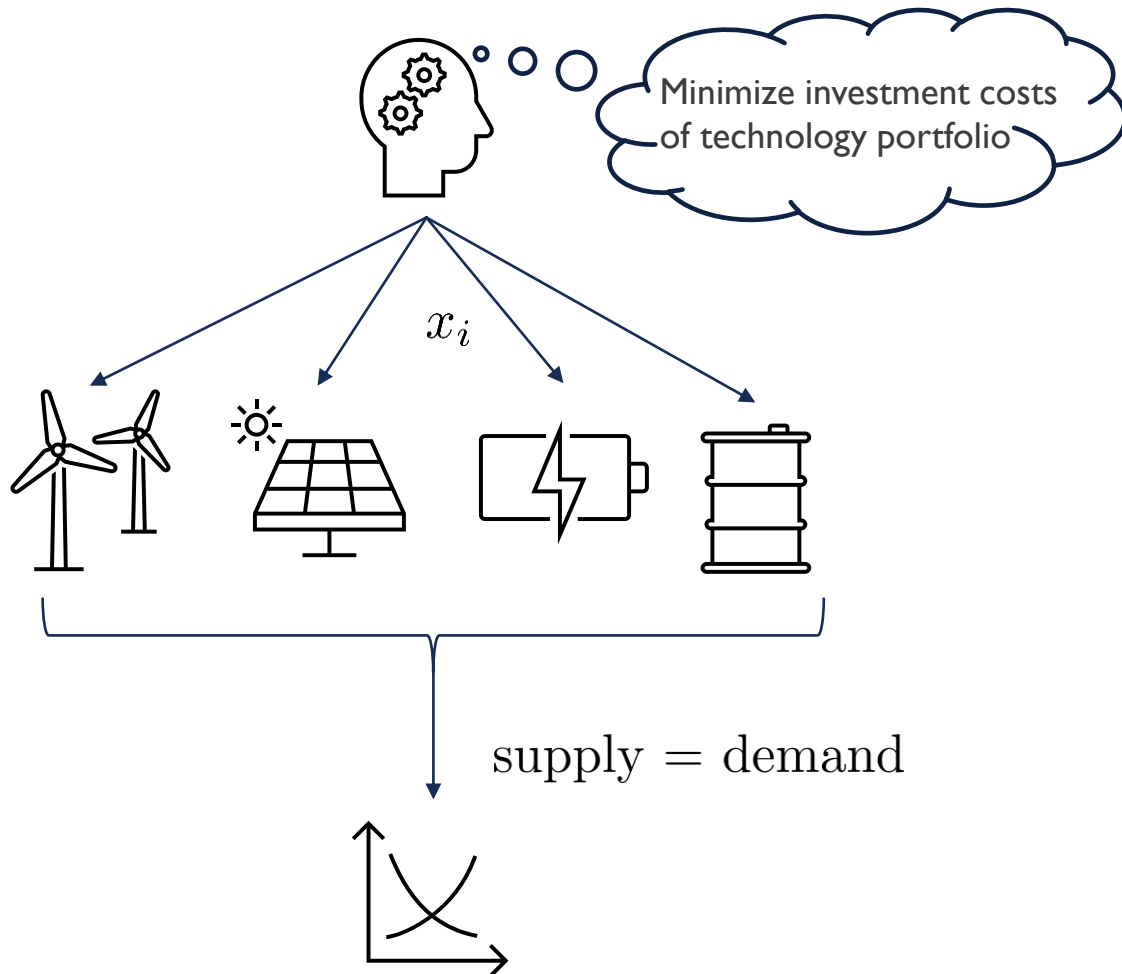 Minimize investment costs
of technology portfolio
x_i
supply = demand